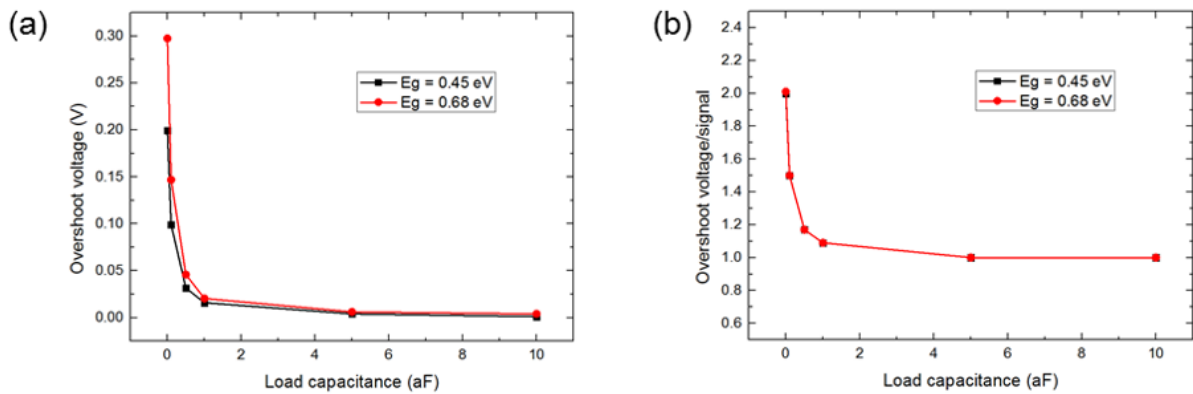 (a)
0.30
0.25
0.20
0.15
0.10
0.05
0.00
Overshoot voltage (V)
Eg = 0.45 eV
Eg = 0.68 eV
0 2 4 6 8 10
Load capacitance (aF)
(b)
2.4
2.2
2.0
1.8
1.6
1.4
1.2
1.0
0.8
0.6
Overshoot voltage/signal
Eg = 0.45 eV
Eg = 0.68 eV
0 2 4 6 8 10
Load capacitance (aF)